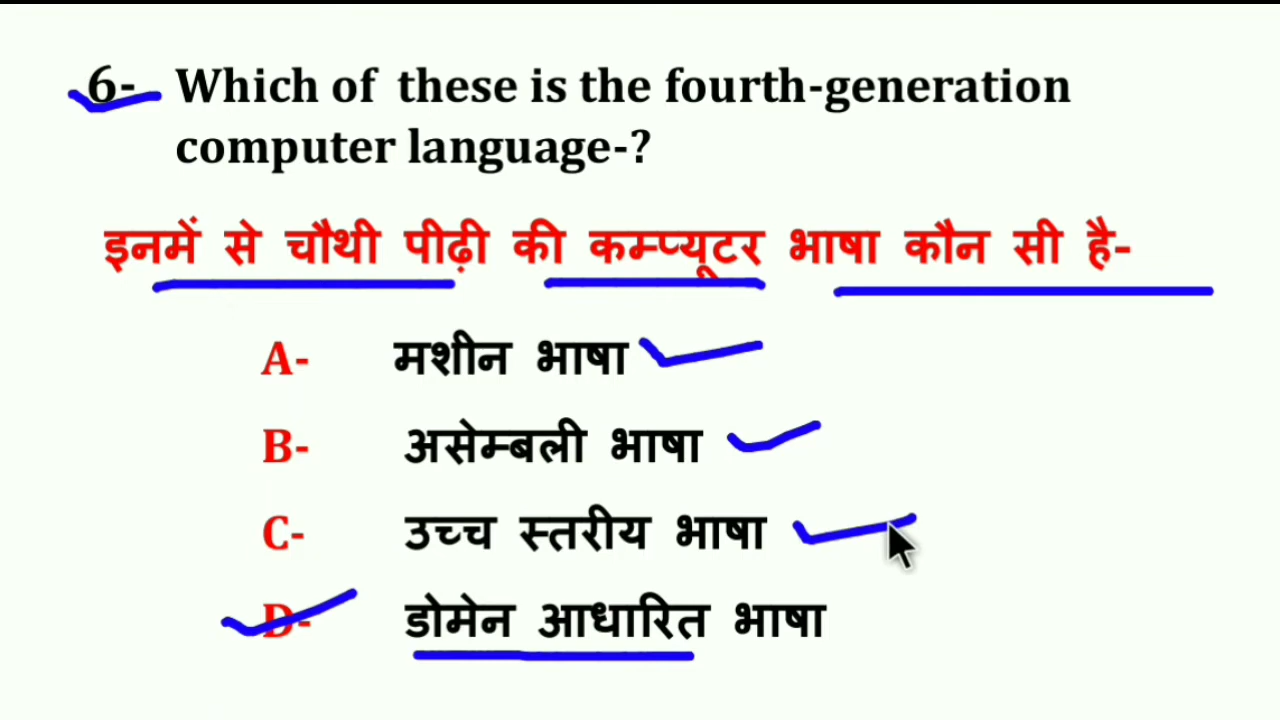 6- Which of these is the fourth-generation
computer language-?
इनमें से चौथी पीढ़ी की कम्प्यूटर भाषा कौन सी है-
A- मशीन भाषा
B- असेम्बली भाषा
C- उच्च स्तरीय भाषा
D- डोमेन आधारित भाषा